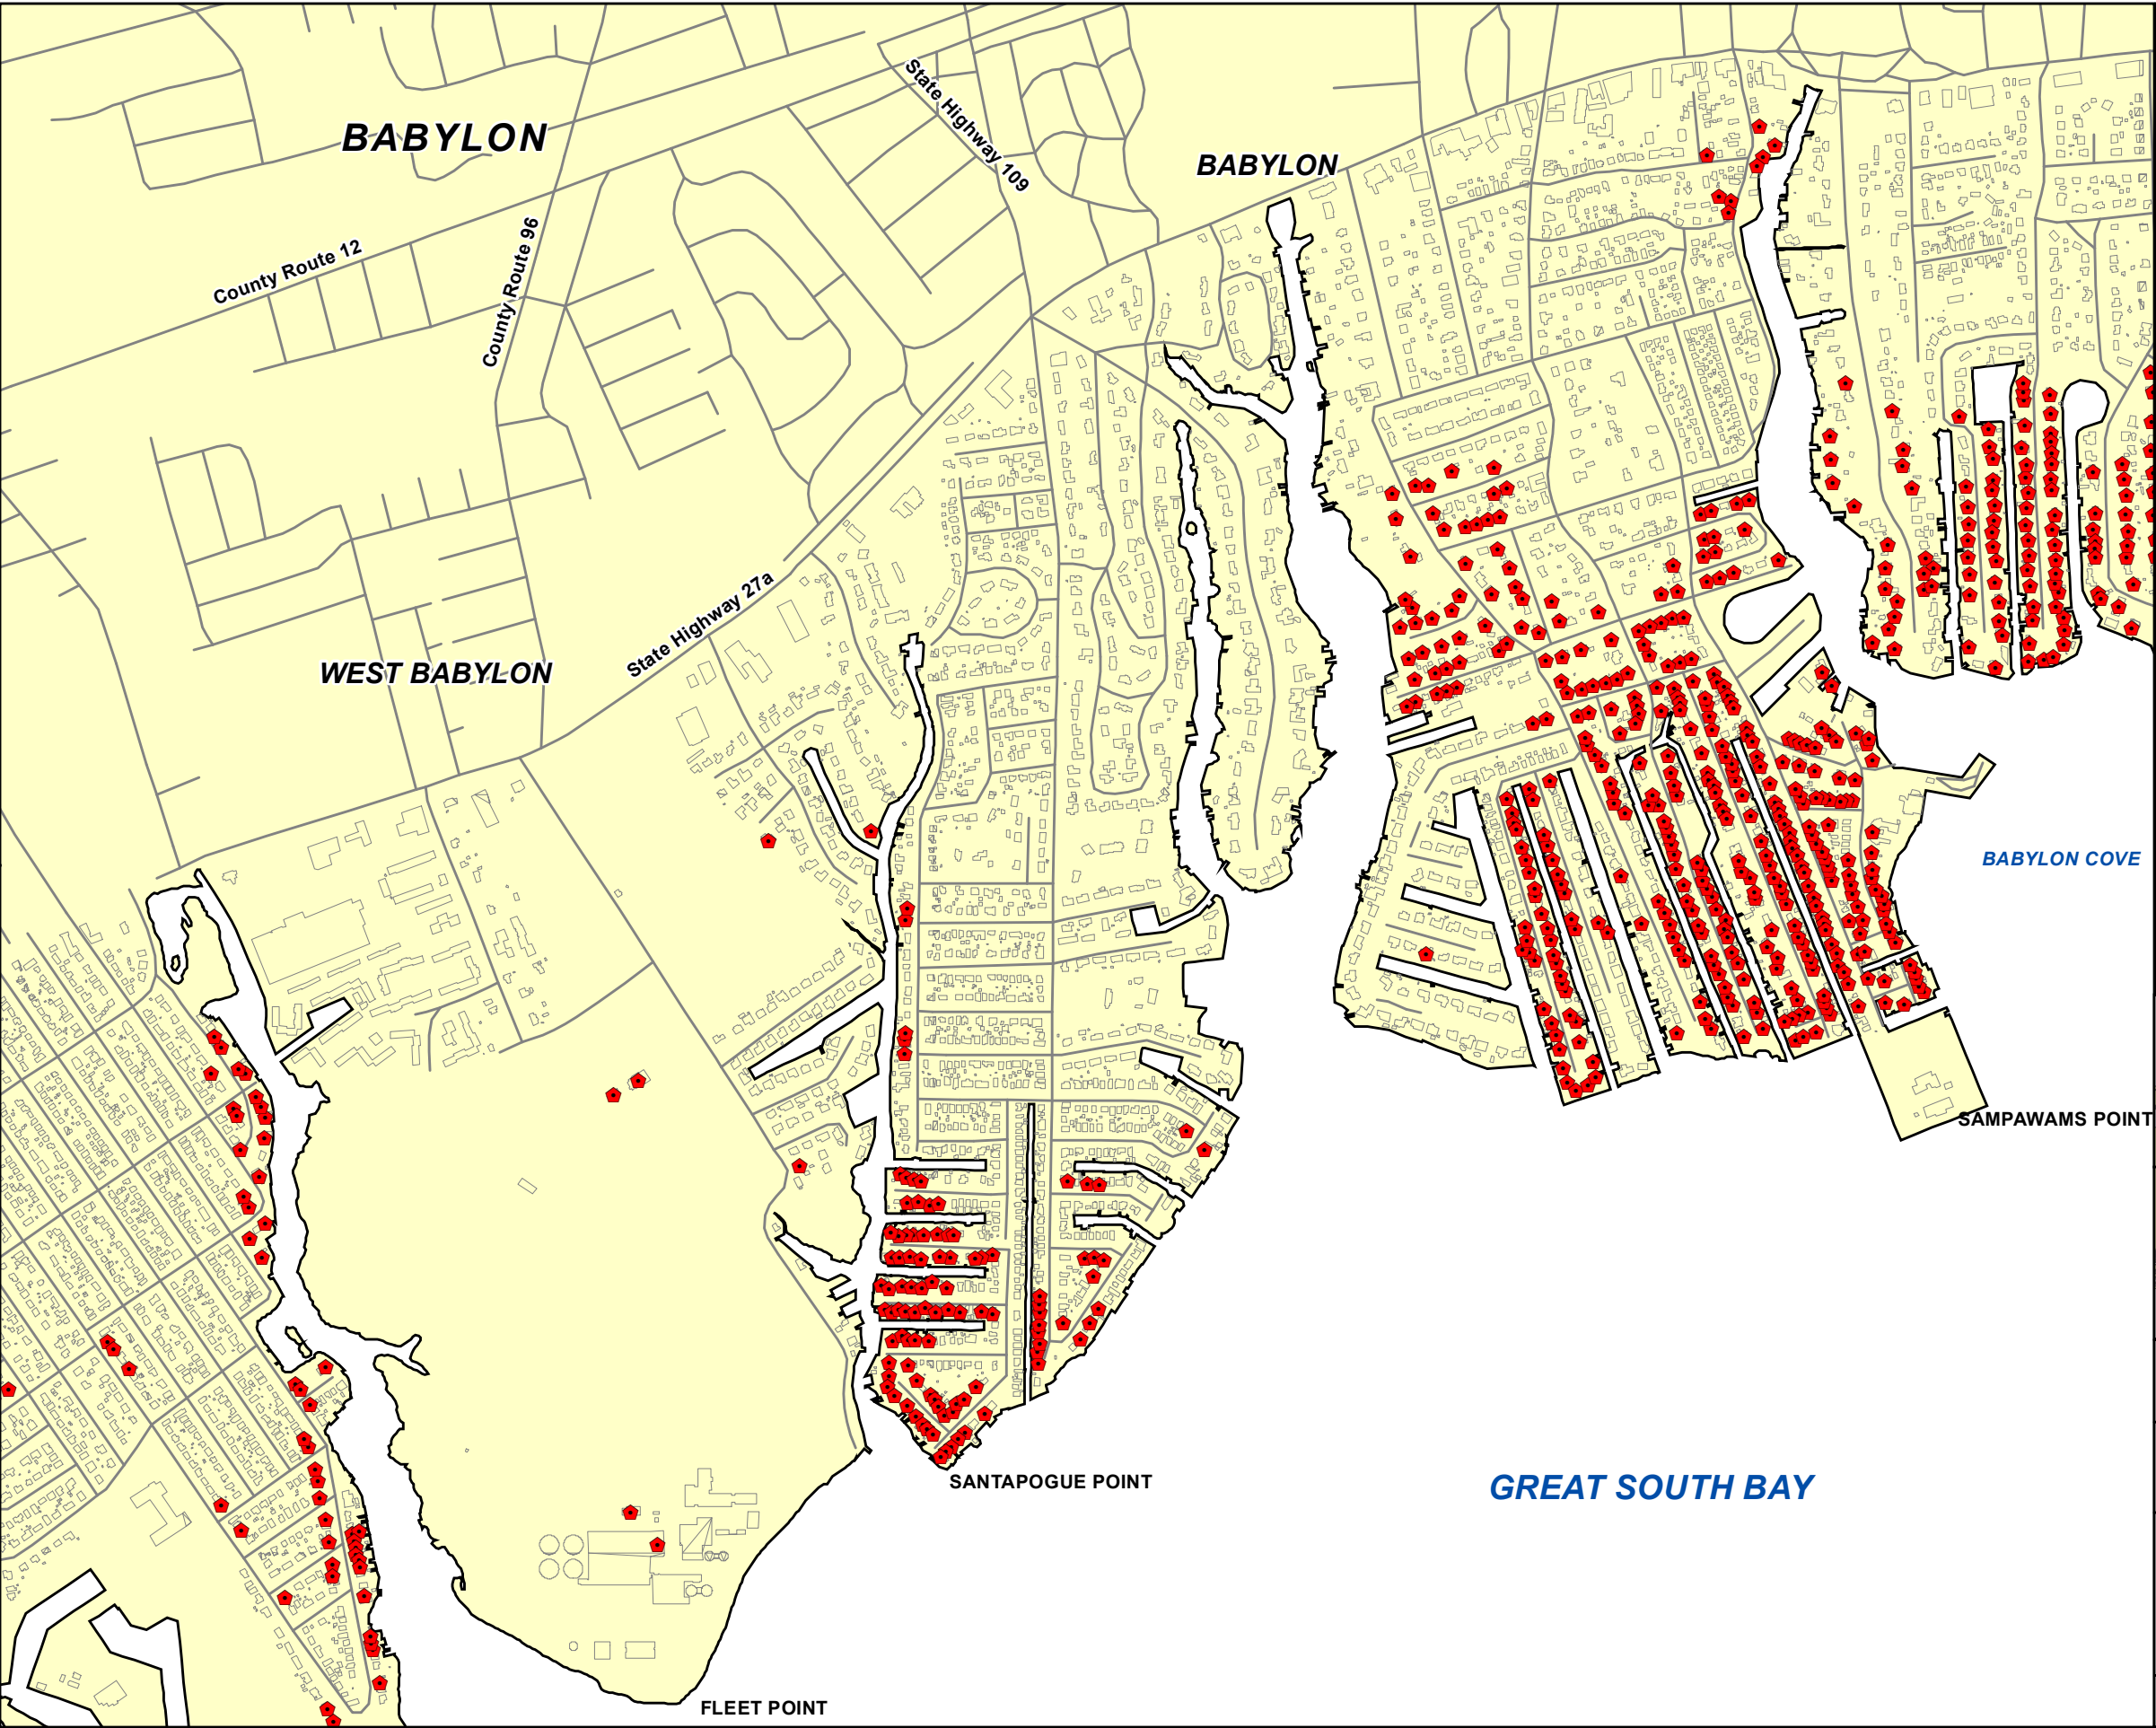 State Highway 109
BABYLON
BABYLON
County Route 12
County Route 96
State Highway 27a
WEST BABYLON
BABYLON COVE
SAMPAWAMS POINT
SANTAPOGUE POINT
GREAT SOUTH BAY
FLEET POINT